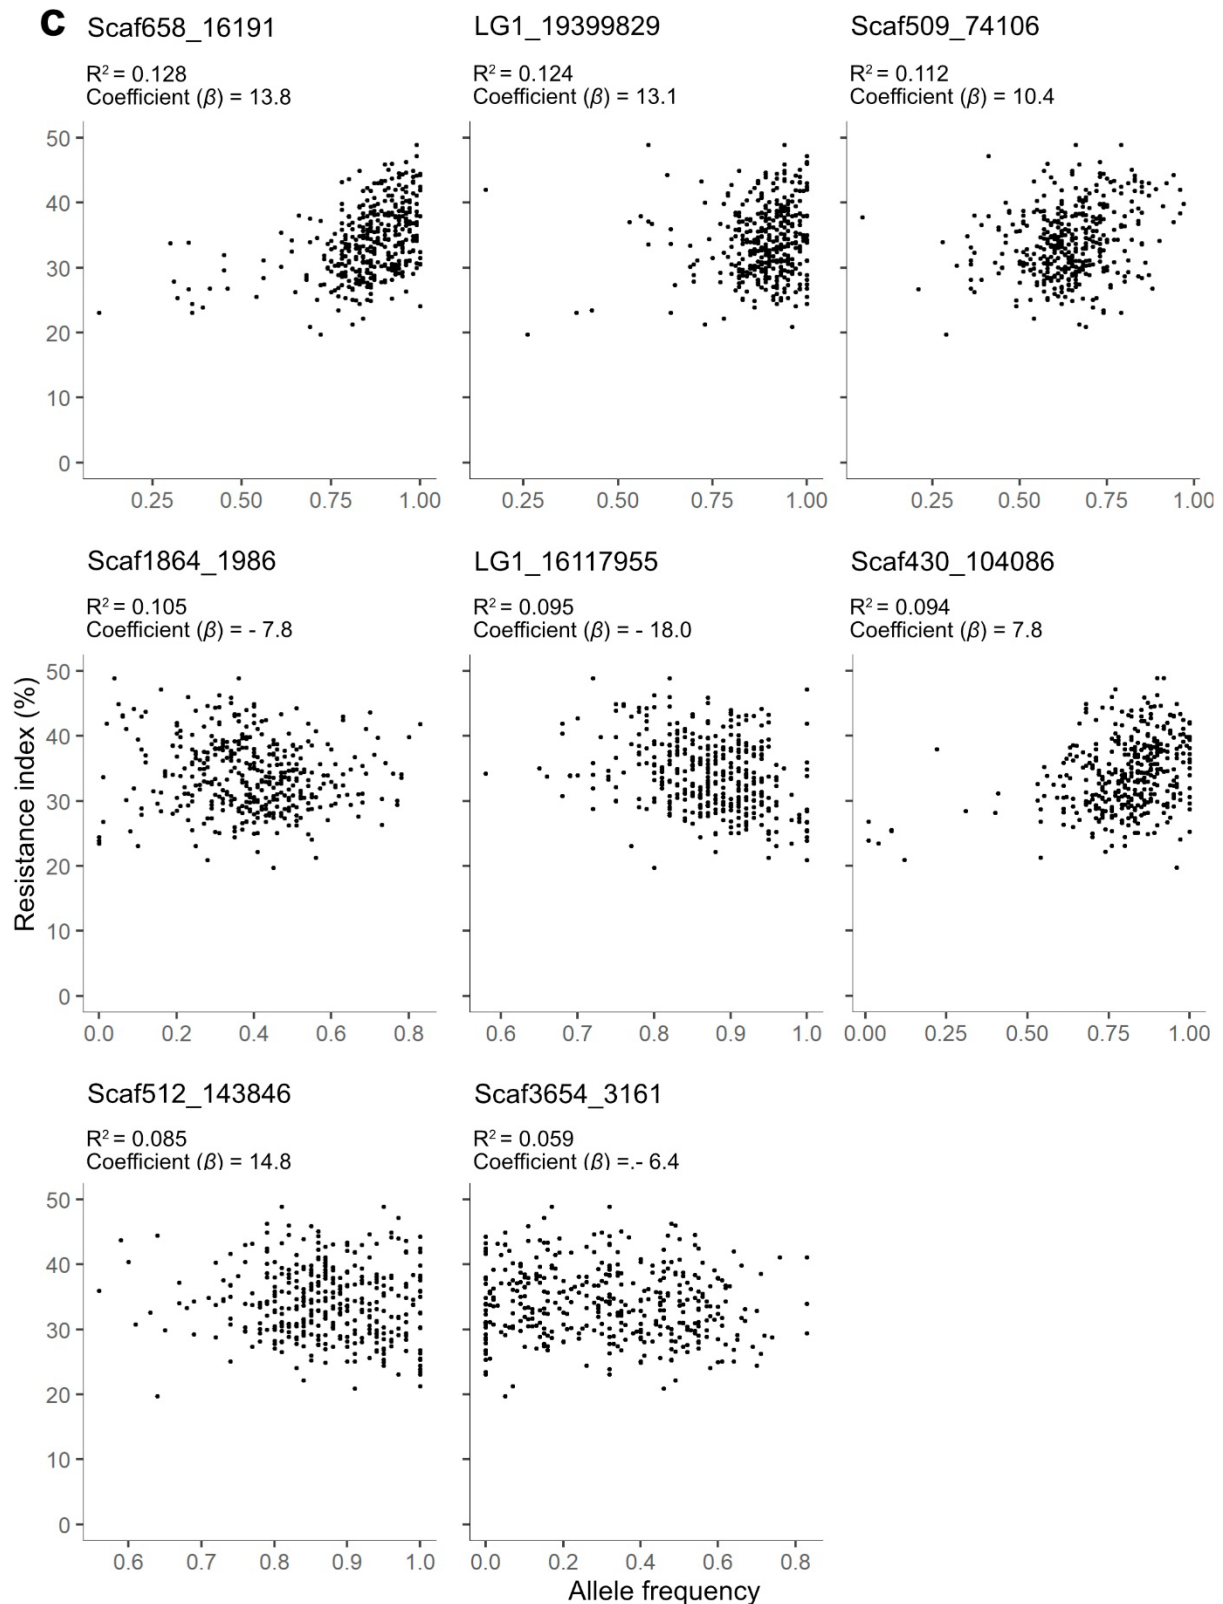 C Scaf658_16191 LG1_19399829 Scaf509_74106
R² = 0.128 R² = 0.124 R² = 0.112
Coefficient (β) = 13.8 Coefficient (β) = 13.1 Coefficient (β) = 10.4
50
40
30
20
10
0
0.25 0.50 0.75 1.00 0.25 0.50 0.75 1.00 0.25 0.50 0.75 1.00
Scaf1864_1986 LG1_16117955 Scaf430_104086
R² = 0.105 R² = 0.095 R² = 0.094
Coefficient (β) = - 7.8 Coefficient (β) = - 18.0 Coefficient (β) = 7.8
Resistance index (%)
50
40
30
20
10
0
0.0 0.2 0.4 0.6 0.8 0.6 0.7 0.8 0.9 1.0 0.00 0.25 0.50 0.75 1.00
Scaf512_143846 Scaf3654_3161
R² = 0.085 R² = 0.059
Coefficient (β) = 14.8 Coefficient (β) =.- 6.4
50
40
30
20
10
0
0.6 0.7 0.8 0.9 1.0 0.0 0.2 0.4 0.6 0.8
Allele frequency